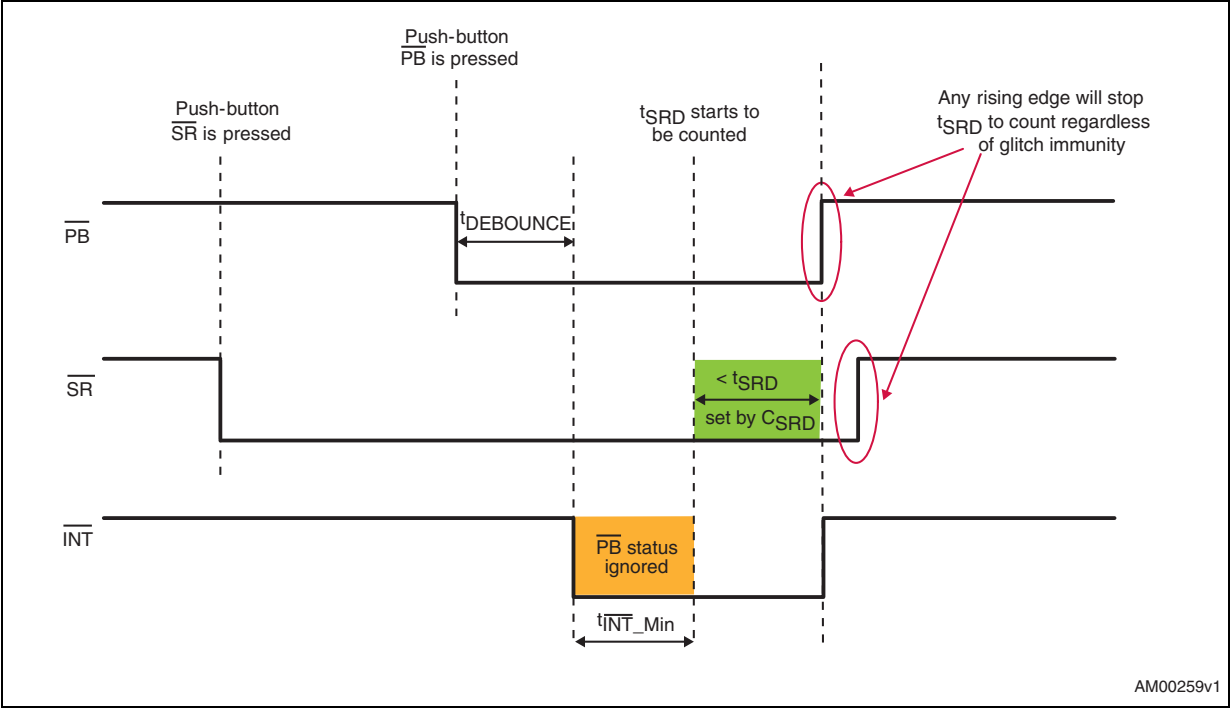 Push-button
PB is pressed
Push-button
SR is pressed
tSRD starts to
be counted
Any rising edge will stop
tSRD to count regardless
of glitch immunity
PB
tDEBOUNCE
SR
< tSRD
set by CSRD
INT
PB status
ignored
tINT_Min
AM00259v1